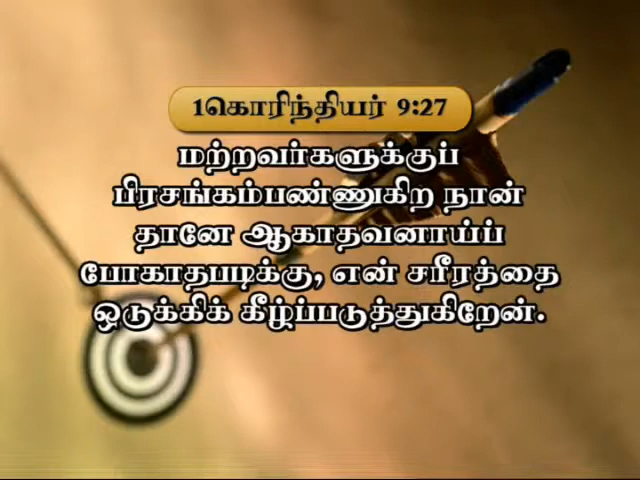 1கொரிந்தியர் 9:27
மற்றவர்களுக்குப்
பிரசங்கம்பண்ணுகிற நான்
தானே ஆகாதவனாய்ப்
போகாதபடிக்கு, என் சரீரத்தை
ஒடுக்கிக் கீழ்ப்படுத்துகிறேன்.